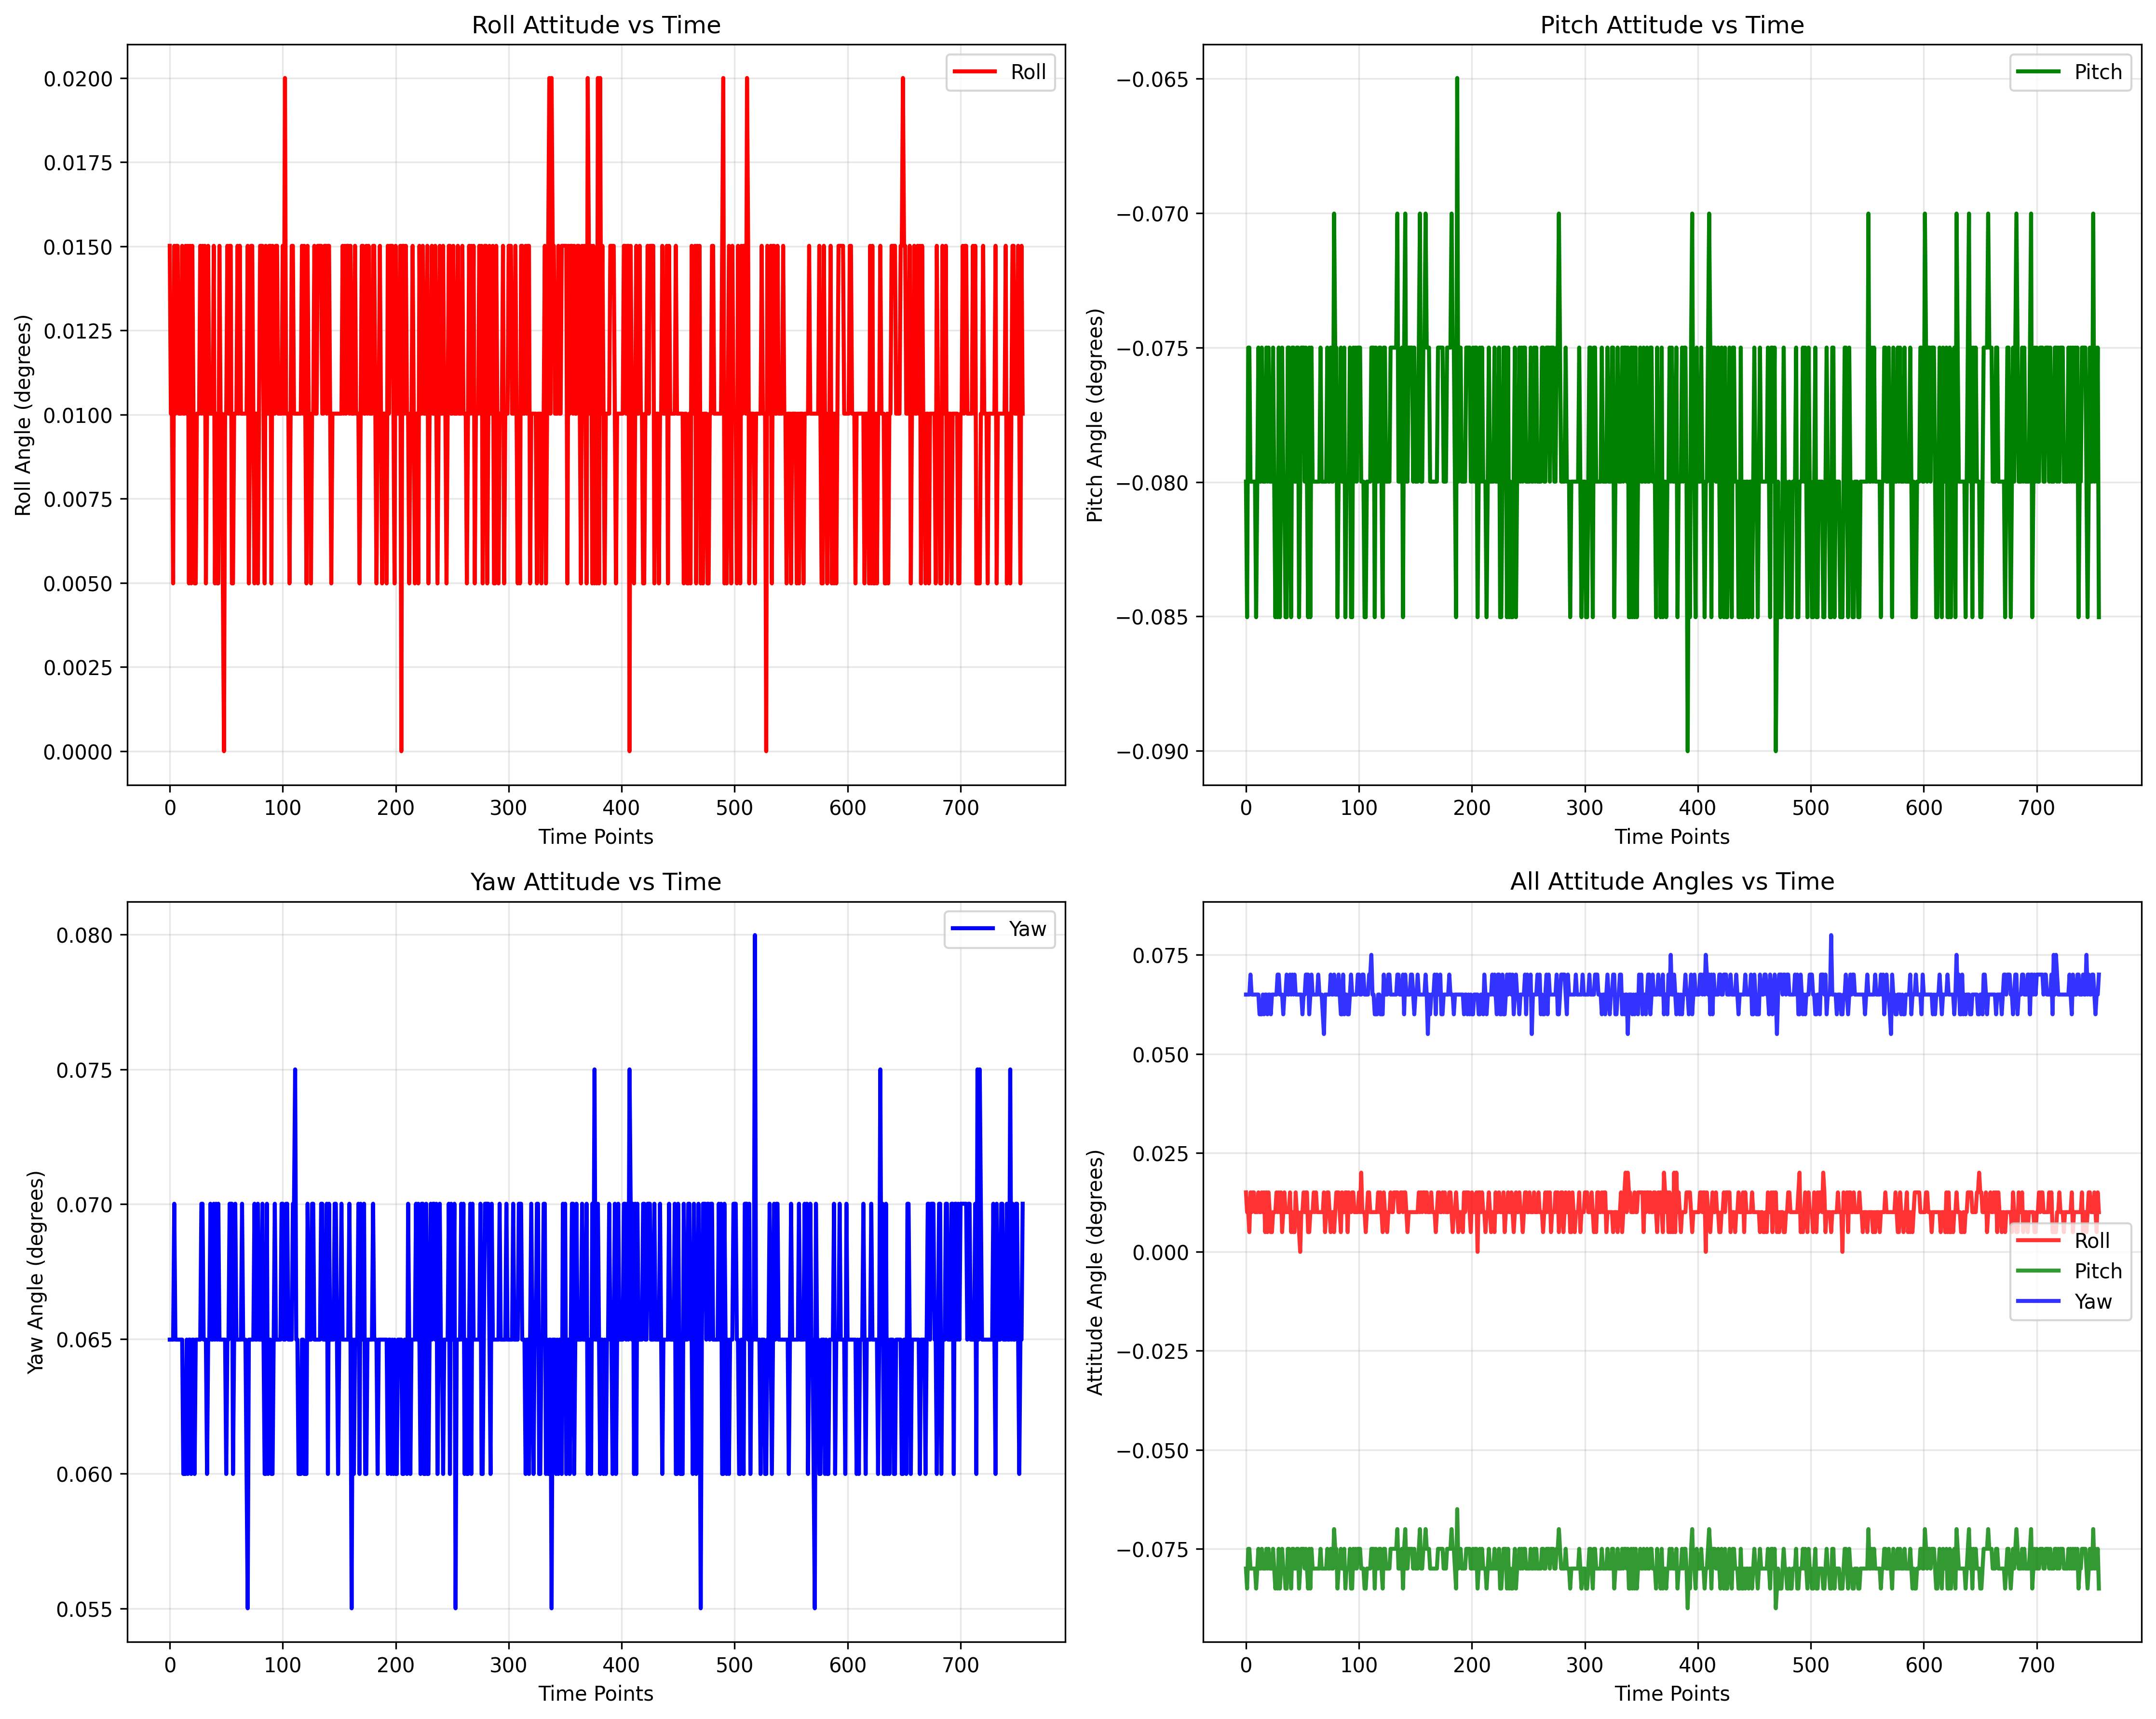 Roll Attitude vs Time
Roll
0.0200
0.0175
0.0150
0.0125
0.0100
0.0075
0.0050
0.0025
0.0000
Roll Angle (degrees)
0 100 200 300 400 500 600 700
Time Points
Pitch Attitude vs Time
Pitch
−0.065
−0.070
−0.075
−0.080
−0.085
−0.090
Pitch Angle (degrees)
0 100 200 300 400 500 600 700
Time Points
Yaw Attitude vs Time
Yaw
0.080
0.075
0.070
0.065
0.060
0.055
Yaw Angle (degrees)
0 100 200 300 400 500 600 700
Time Points
All Attitude Angles vs Time
0.075
0.050
0.025
0.000
−0.025
−0.050
−0.075
Attitude Angle (degrees)
Roll
Pitch
Yaw
0 100 200 300 400 500 600 700
Time Points